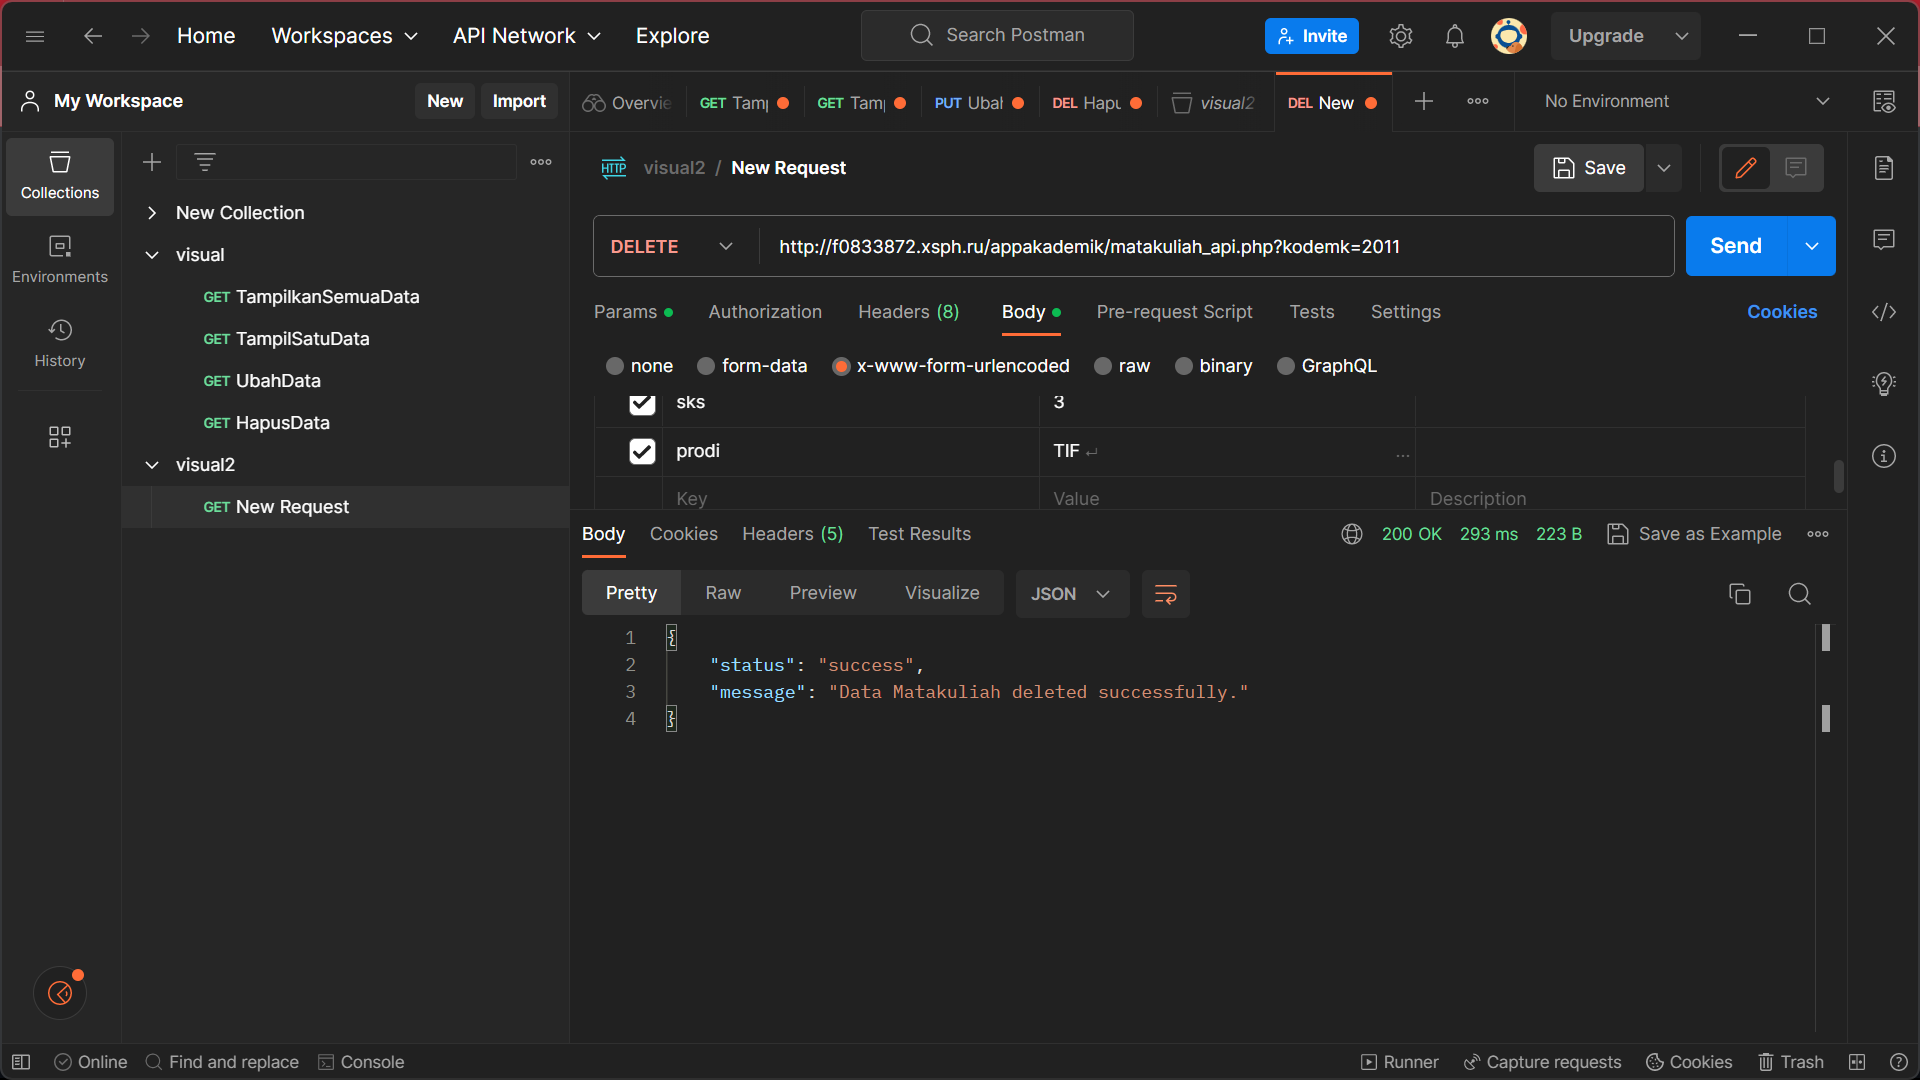 Home Workspaces API Network Explore Search Postman Invite Upgrade
My Workspace New Import
Overvie GET Tamp GET Tamp PUT Ubah DEL Hapu visual2 DEL New No Environment
Collections
Environments
History
New Collection
visual
GET TampilkanSemuaData
GET TampilSatuData
GET UbahData
GET HapusData
visual2
GET New Request
HTTP visual2 / New Request Save
DELETE http://f0833872.xsph.ru/appakademik/matakuliah_api.php?kodemk=2011 Send
Params Authorization Headers (8) Body Pre-request Script Tests Settings Cookies
none form-data x-www-form-urlencoded raw binary GraphQL
sks 3
prodi TIF ↵ ...
Key Value Description
Body Cookies Headers (5) Test Results 200 OK 293 ms 223 B Save as Example
Pretty Raw Preview Visualize JSON
1 {
2 "status": "success",
3 "message": "Data Matakuliah deleted successfully."
4 }
Online Find and replace Console Runner Capture requests Cookies Trash